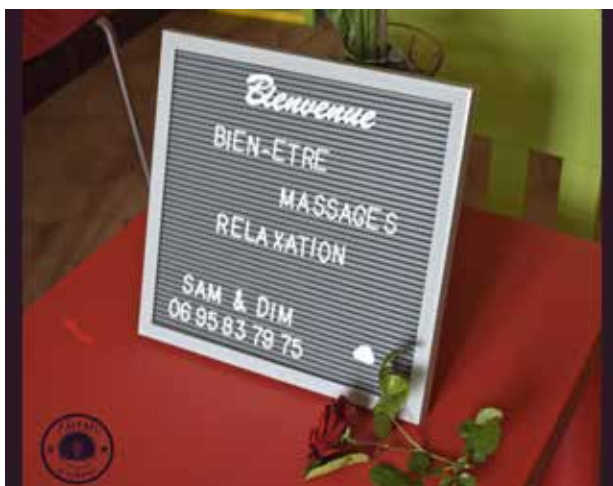 Bienvenue
BIEN-ETRE
MASSAGES
RELAXATION
SAM & DIM
06 95 83 79 75